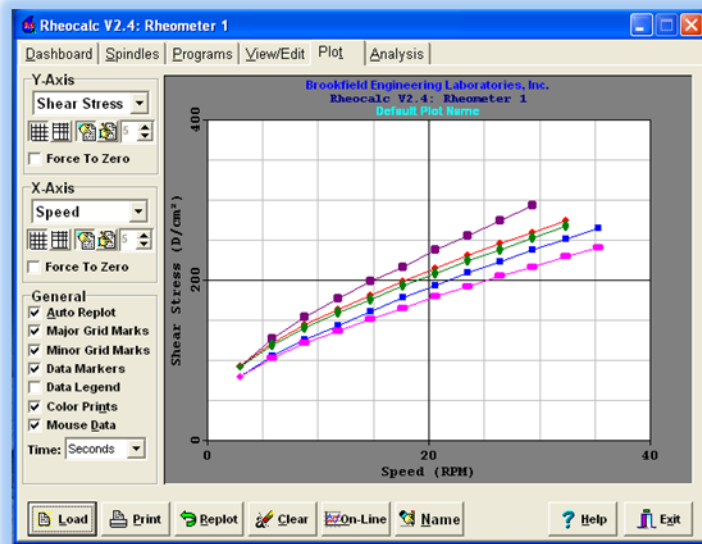 Rheocalc V2.4: Rheometer 1
Dashboard Spindles Programs View/Edit Plot Analysis
Y-Axis
Shear Stress
5
Force To Zero
X-Axis
Speed
5
Force To Zero
General
Auto Replot
Major Grid Marks
Minor Grid Marks
Data Markers
Data Legend
Color Prints
Mouse Data
Time: Seconds
Brookfield Engineering Laboratories, Inc.
Rheocalc V2.4: Rheometer 1
Default Plot Name
400
200
0
Shear Stress (D/cm²)
0 20 40
Speed (RPM)
Load Print Replot Clear On-Line Name Help Exit